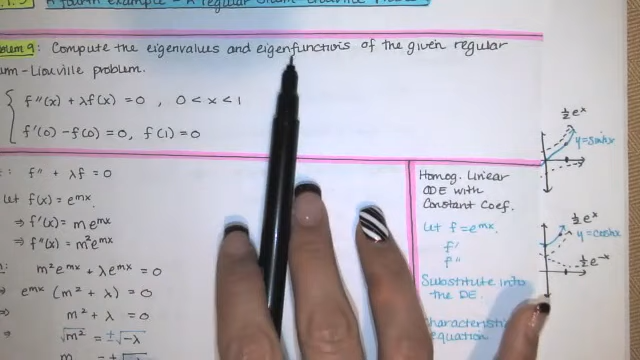 A fourth example - A regular Sturm-Liouville Problem
Problem 9: Compute the eigenvalues and eigenfunctions of the given regular
um-Liouville problem.
f''(x) + λf(x) = 0 , 0 < x < 1
f'(0) - f(0) = 0, f(1) = 0
: f'' + λf = 0
Let f(x) = e^mx
⇒ f'(x) = me^mx
⇒ f''(x) = m²e^mx
: m²e^mx + λe^mx = 0
⇒ e^mx (m² + λ) = 0
⇒ m² + λ = 0
⇒ √m² = ±√-λ
m = ±√-λ
Homog. Linear
ODE with
Constant Coef.
Let f = e^mx
f'
f''
Substitute into
the DE.
Characteristic
equation
½e^x
y=sinhx
½e^x
y=coshx
½e^-x